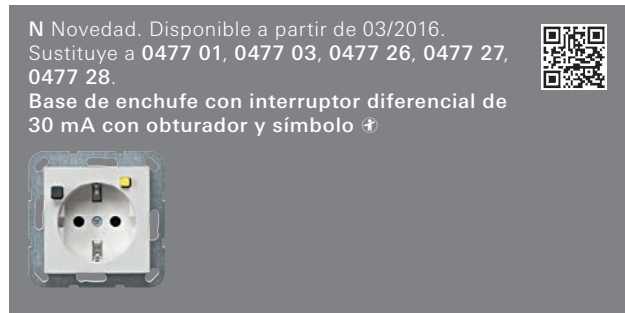 N Novedad. Disponible a partir de 03/2016.
Sustituye a 0477 01, 0477 03, 0477 26, 0477 27,
0477 28.
Base de enchufe con interruptor diferencial de
30 mA con obturador y símbolo